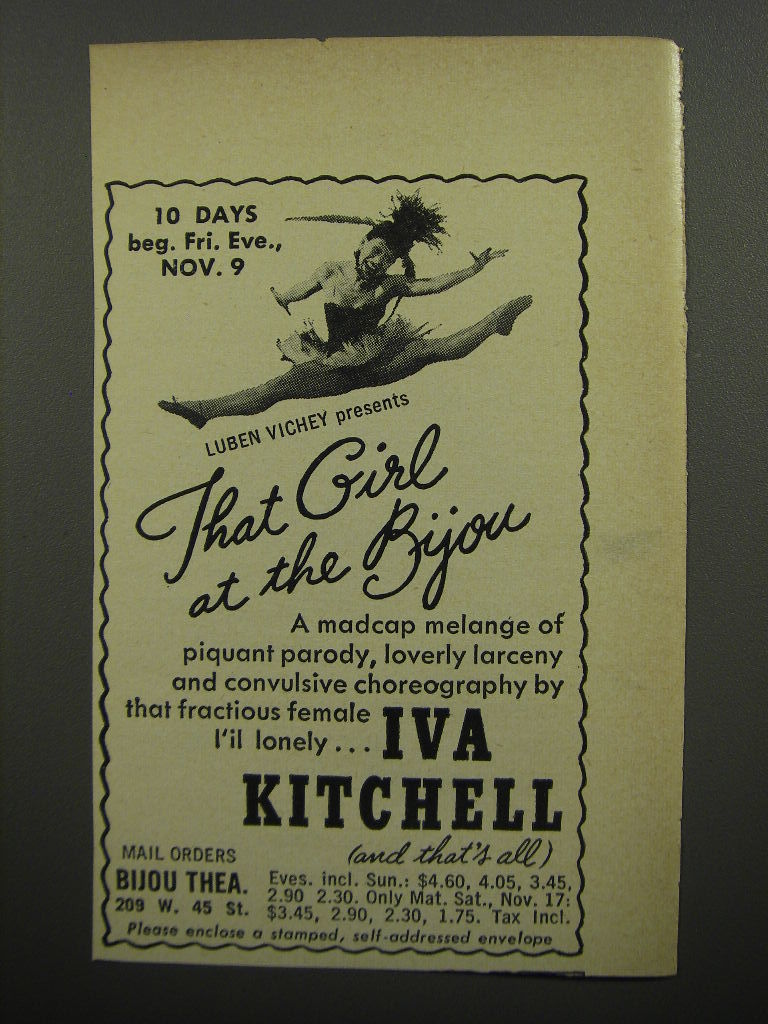 10 DAYS
beg. Fri. Eve.,
NOV. 9
LUBEN VICHEY presents
That Girl
at the Bijou
A madcap melange of
piquant parody, loverly larceny
and convulsive choreography by
that fractious female
l'il lonely... IVA
KITCHELL
(and that's all)
MAIL ORDERS
BIJOU THEA.
209 W. 45 St.
Eves. incl. Sun.: $4.60, 4.05, 3.45,
2.90 2.30. Only Mat. Sat., Nov. 17:
$3.45, 2.90, 2.30, 1.75. Tax Incl.
Please enclose a stamped, self-addressed envelope